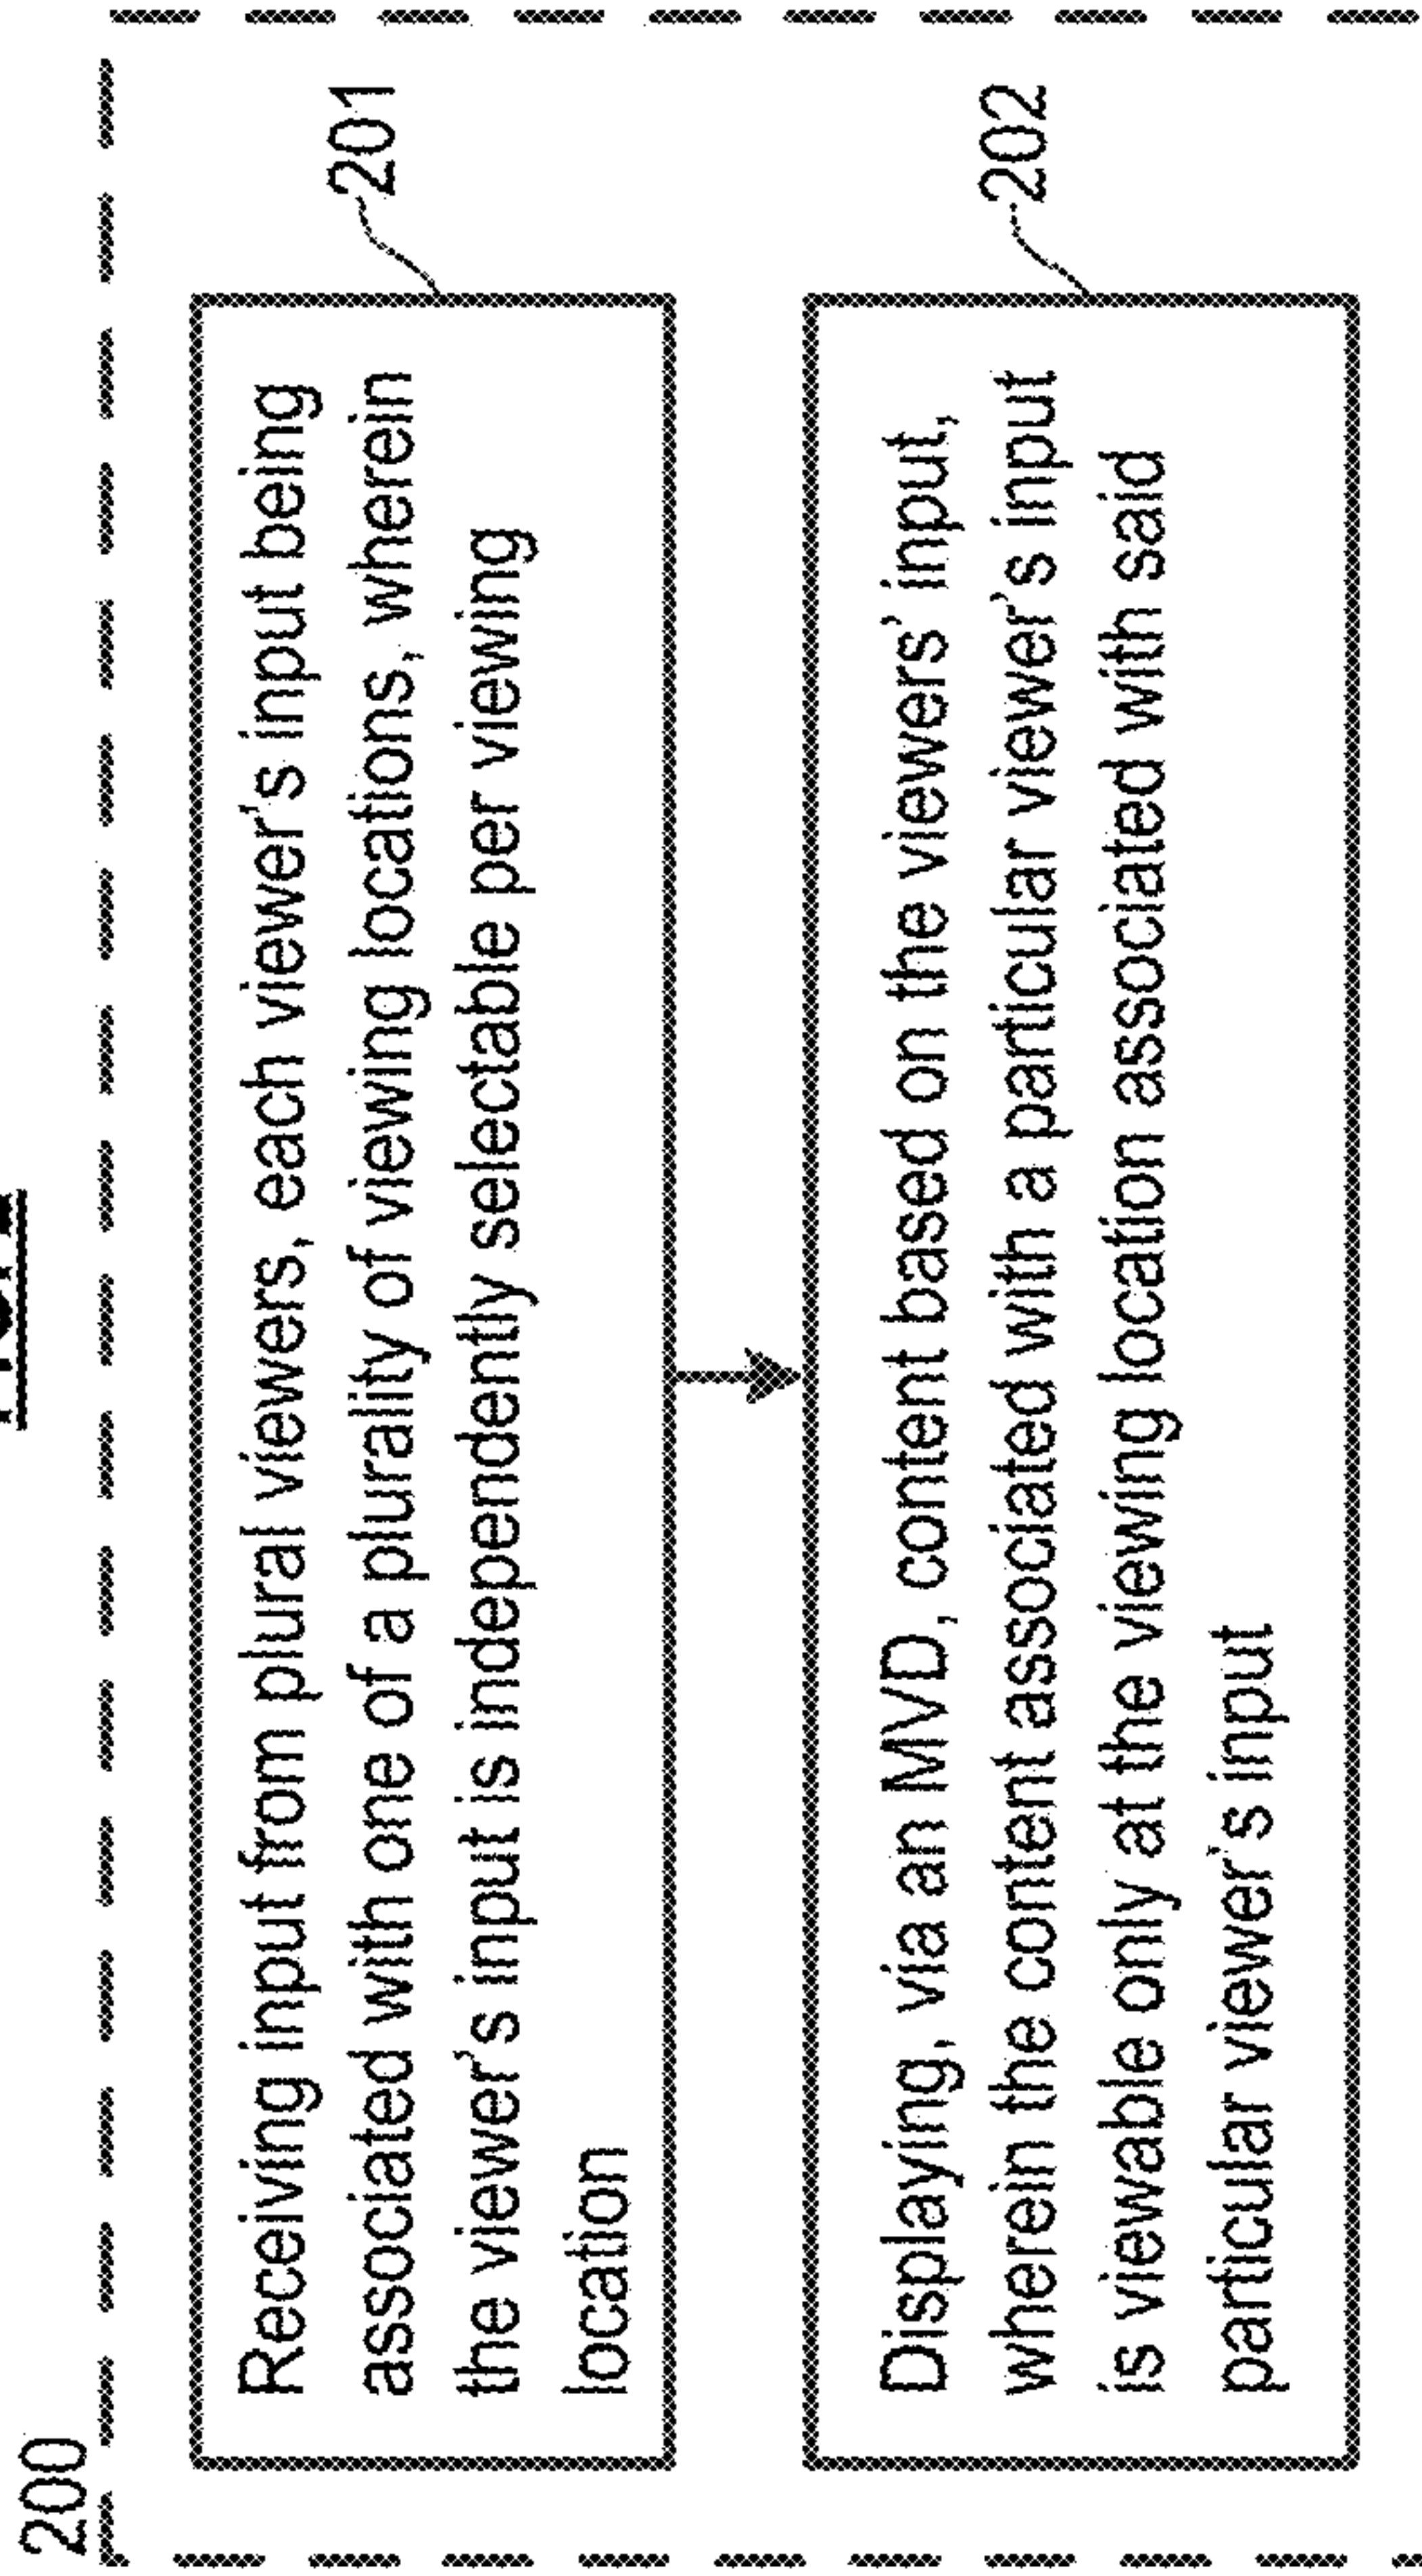 200
Receiving input from plural viewers, each viewer's input being
associated with one of a plurality of viewing locations, wherein
the viewer's input is independently selectable per viewing
location
201
Displaying, via an MVD, content based on the viewers' input,
wherein the content associated with a particular viewer's input
is viewable only at the viewing location associated with said
particular viewer's input
202